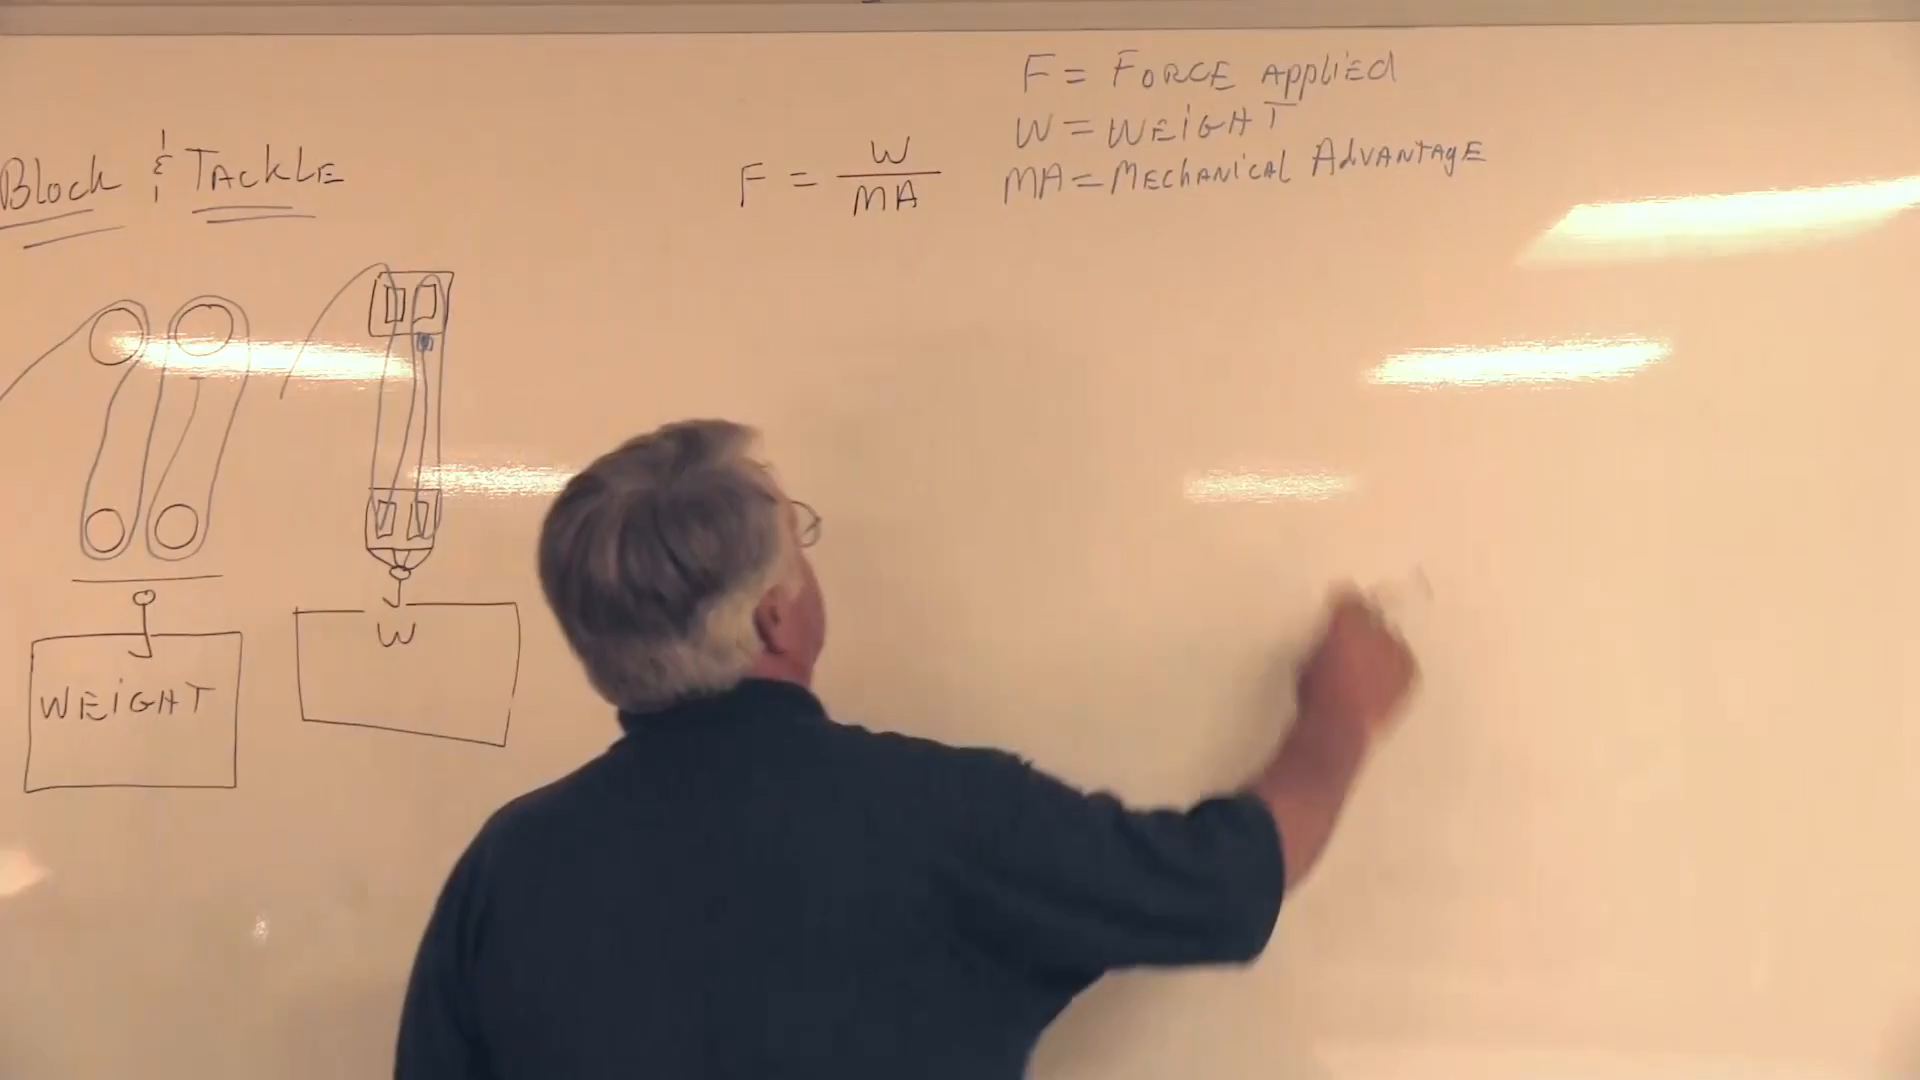 Block & TACKLE
F = W
MA
F = FORCE APPLIED
W = WEIGHT
MA = MECHANICAL ADVANTAGE
W
WEIGHT